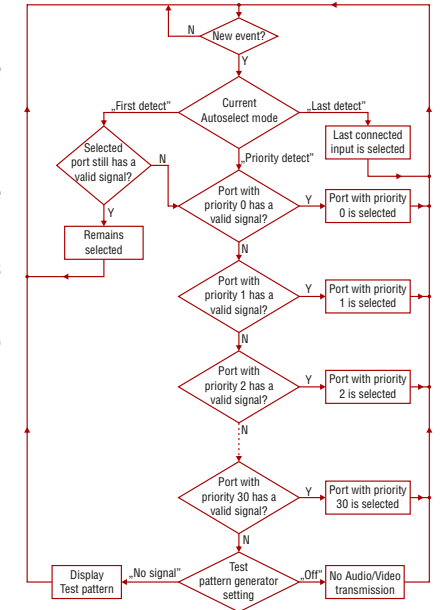 N
New event?
Y
„First detect”
Current
Autoselect mode
„Last detect”
Last connected
input is selected
Selected
port still has a
valid signal?
N
„Priority detect”
Port with
priority 0 has a
valid signal?
Y
Port with priority
0 is selected
Y
Remains
selected
N
Port with
priority 1 has a
valid signal?
Y
Port with priority
1 is selected
N
Port with
priority 2 has a
valid signal?
Y
Port with priority
2 is selected
N
Port with
priority 30 has a
valid signal?
Y
Port with priority
30 is selected
N
Display
Test pattern
„No signal”
Test
pattern generator
setting
„Off”
No Audio/Video
transmission